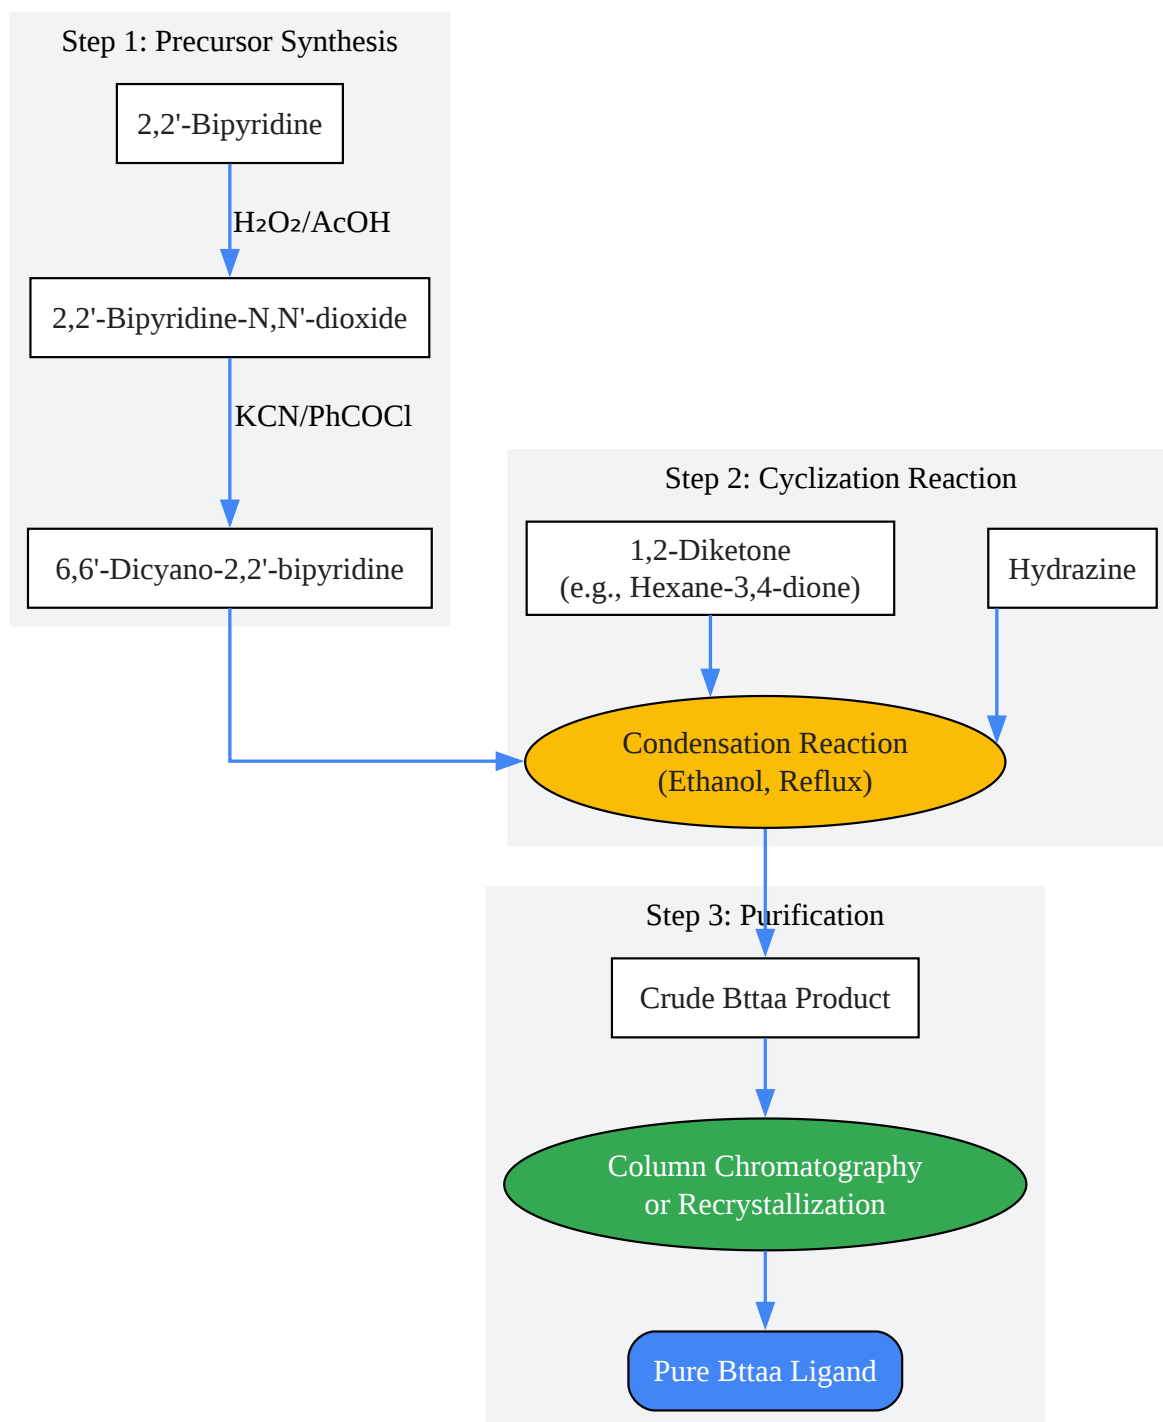 Step 1: Precursor Synthesis
2,2'-Bipyridine
H₂O₂/AcOH
2,2'-Bipyridine-N,N'-dioxide
KCN/PhCOCl
6,6'-Dicyano-2,2'-bipyridine
Step 2: Cyclization Reaction
1,2-Diketone
(e.g., Hexane-3,4-dione)
Hydrazine
Condensation Reaction
(Ethanol, Reflux)
Step 3: Purification
Crude Bttaa Product
Column Chromatography
or Recrystallization
Pure Bttaa Ligand